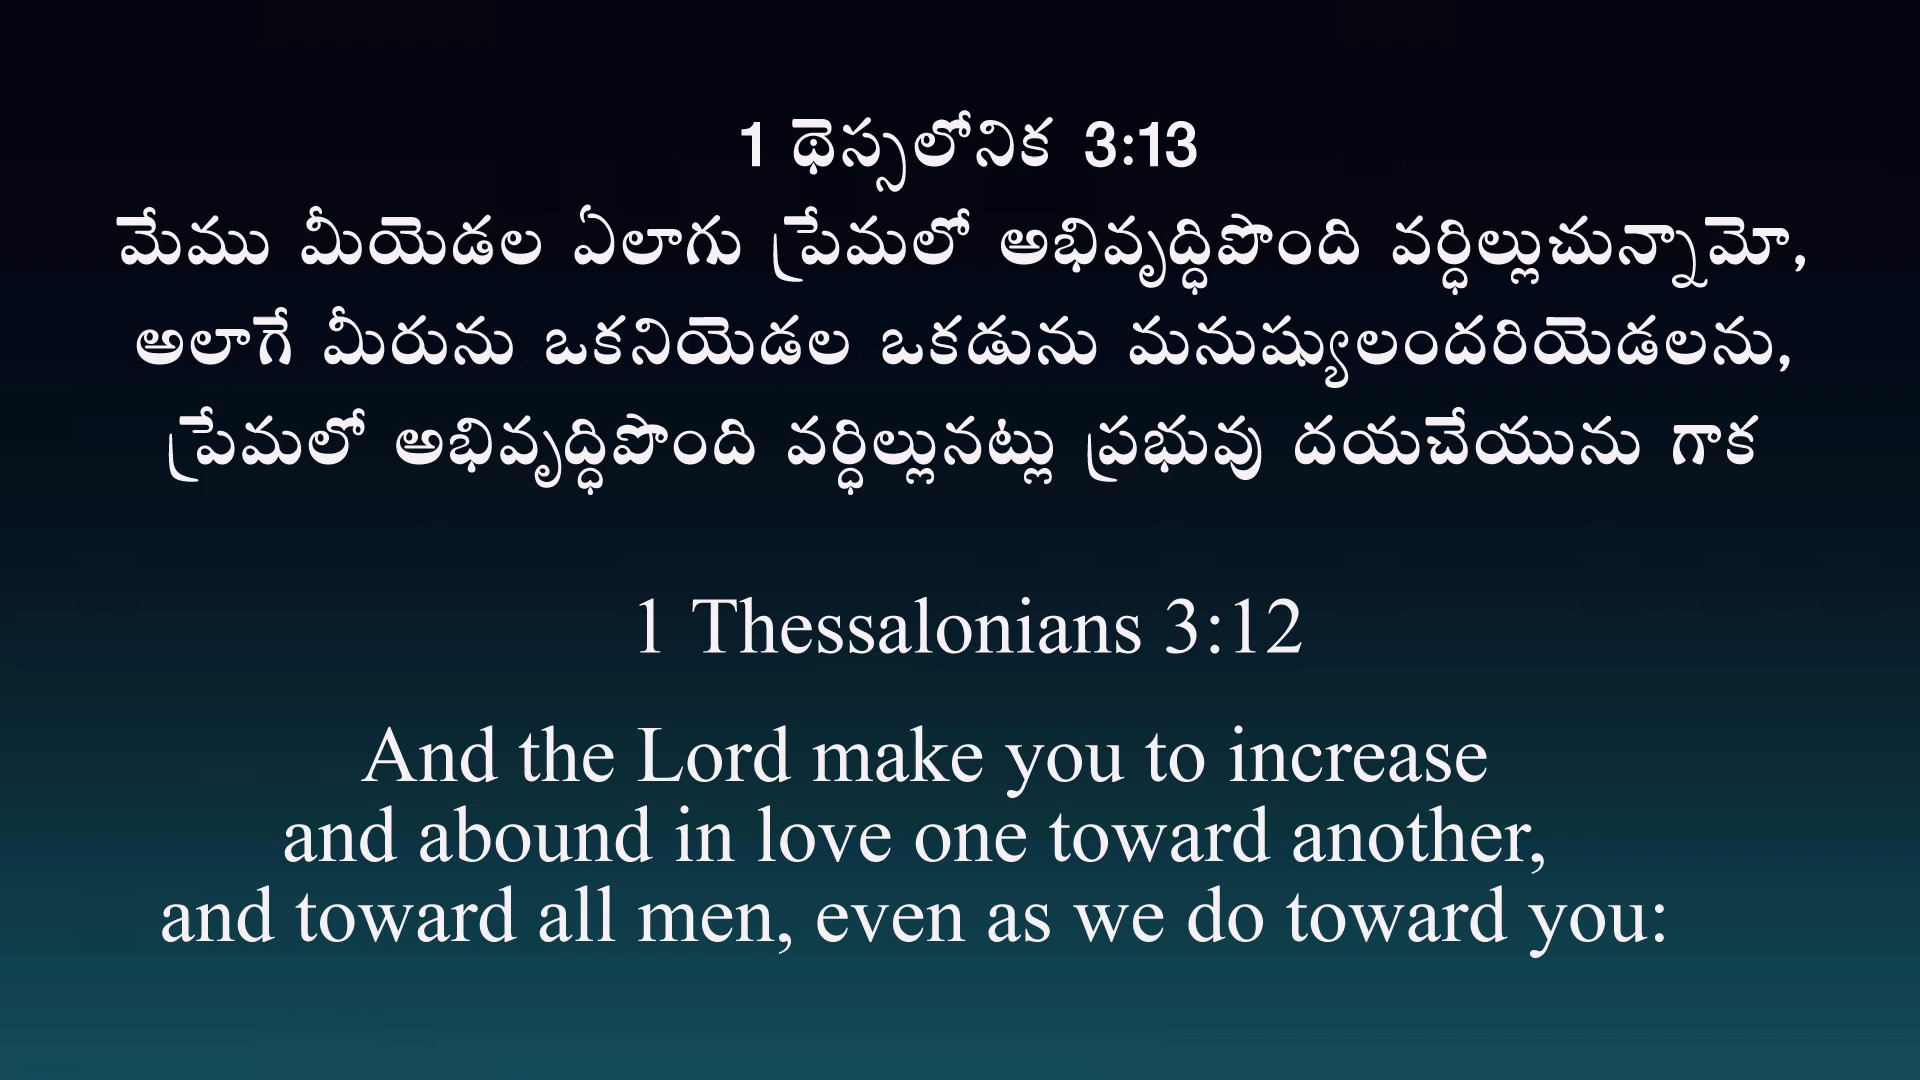 1 థెస్సలోనిక 3:13
మేము మీయెడల ఏలాగు ప్రేమలో అభివృద్ధిపొంది వర్ధిల్లుచున్నామో,
అలాగే మీరును ఒకనియెడల ఒకడును మనుష్యులందరియెడలను,
ప్రేమలో అభివృద్ధిపొంది వర్ధిల్లునట్లు ప్రభువు దయచేయును గాక
1 Thessalonians 3:12
And the Lord make you to increase
and abound in love one toward another,
and toward all men, even as we do toward you: